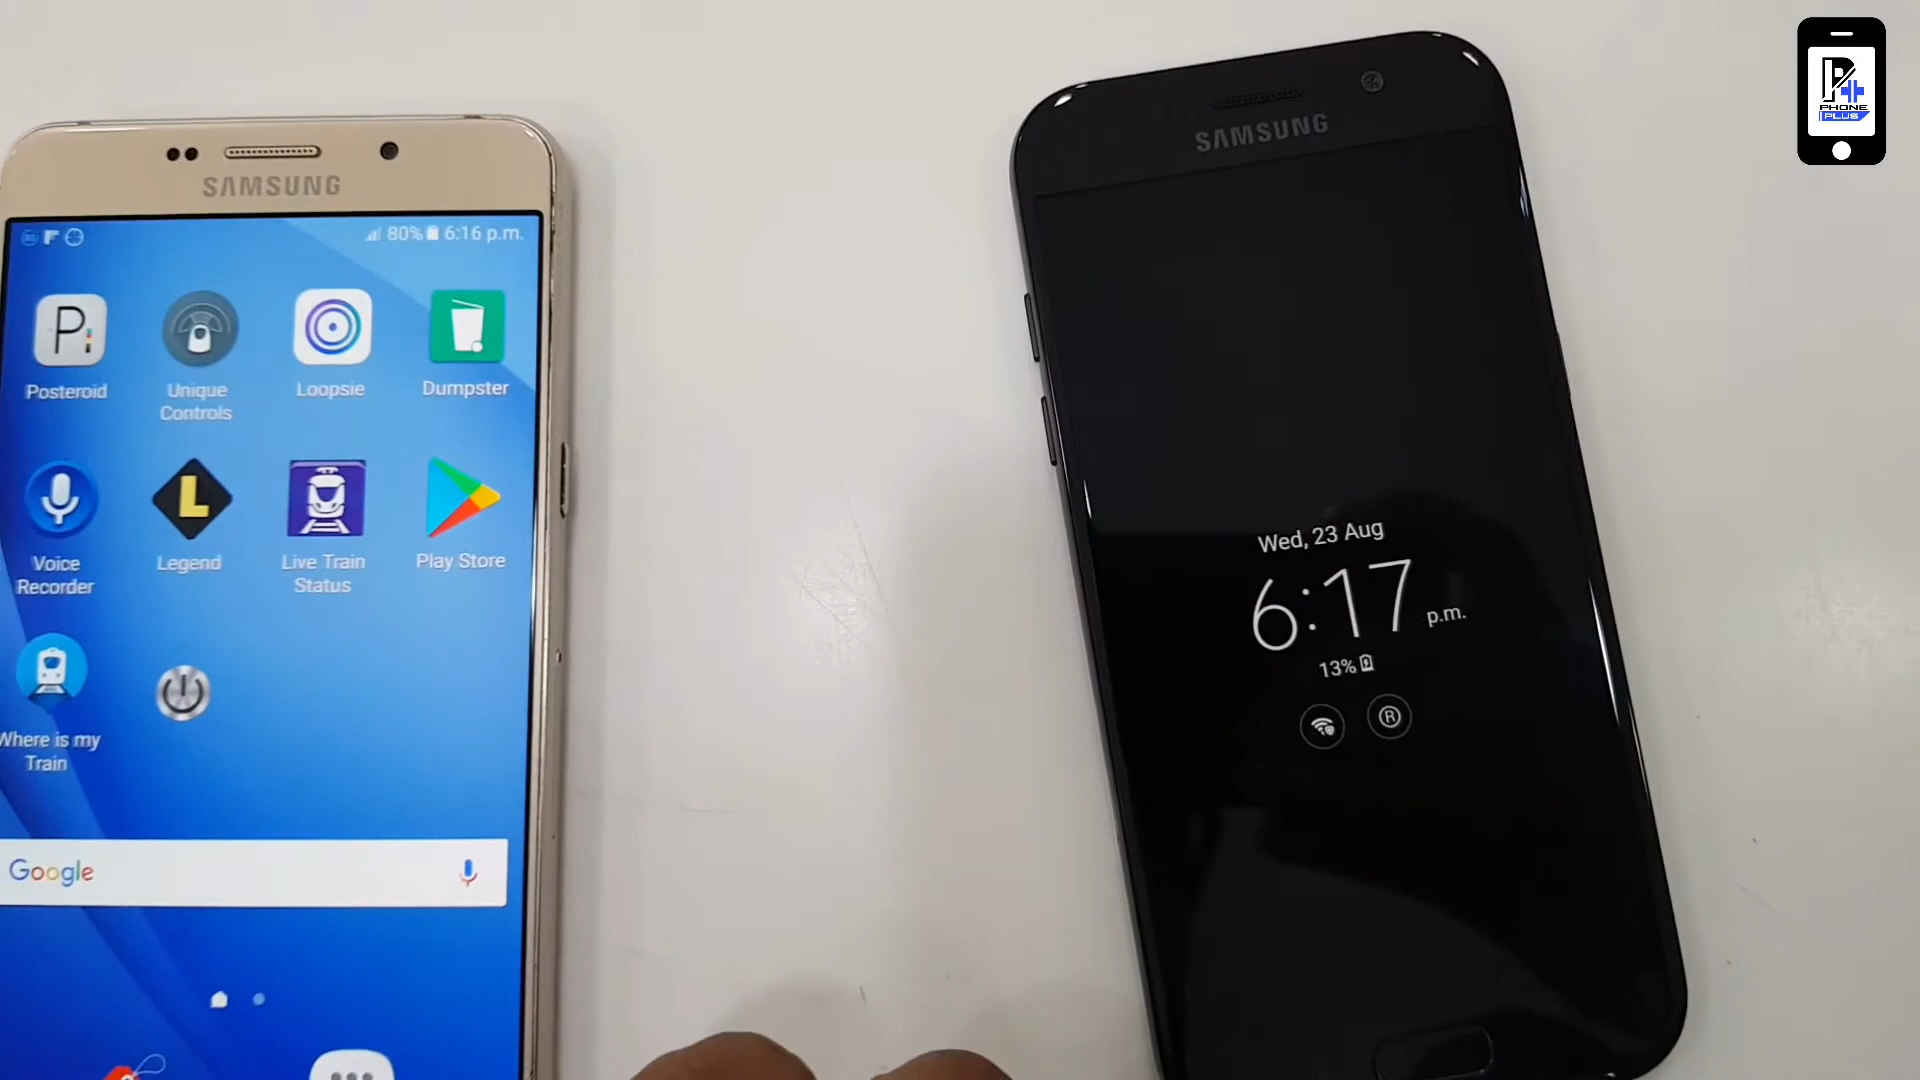 SAMSUNG
80% 6:16 p.m.
Posteroid
Unique
Controls
Loopsie
Dumpster
Voice
Recorder
Legend
Live Train
Status
Play Store
Where is my
Train
Google
SAMSUNG
Wed, 23 Aug
6:17 p.m.
13%
R
P
PHONE
PLUS